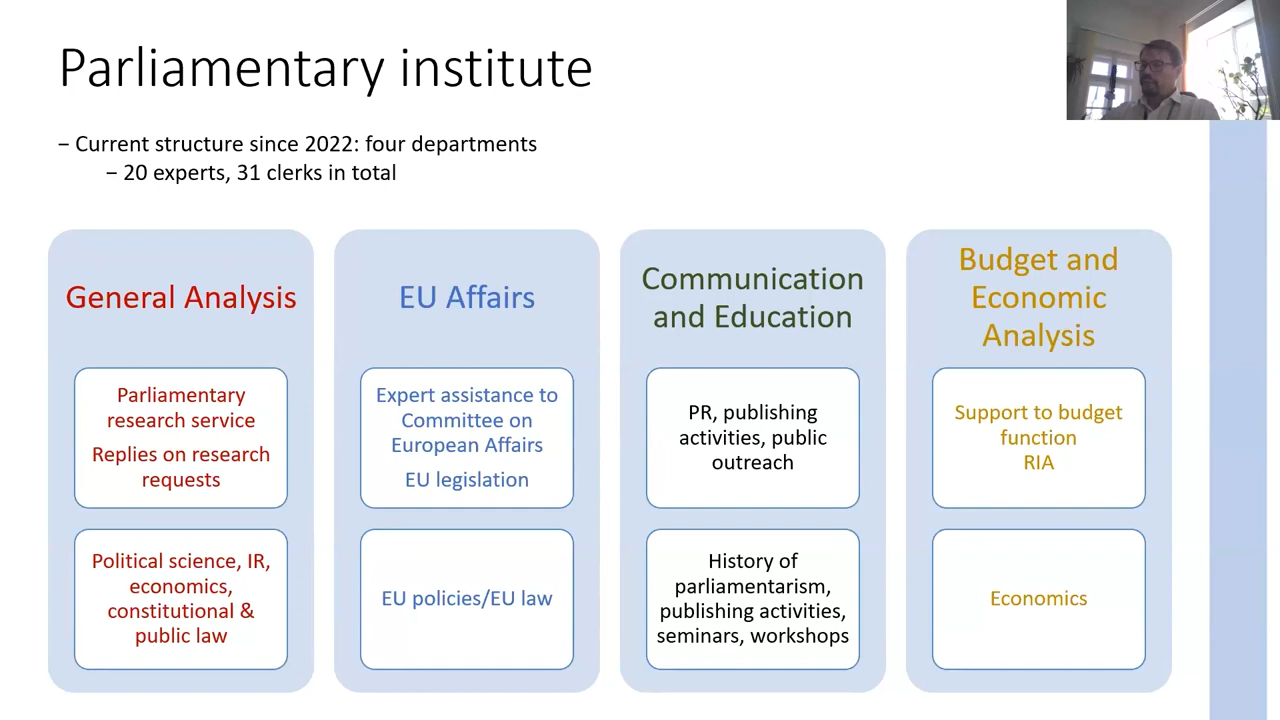 Parliamentary institute
− Current structure since 2022: four departments
− 20 experts, 31 clerks in total
General Analysis
Parliamentary
research service
Replies on research
requests
Political science, IR,
economics,
constitutional &
public law
EU Affairs
Expert assistance to
Committee on
European Affairs
EU legislation
EU policies/EU law
Communication
and Education
PR, publishing
activities, public
outreach
History of
parliamentarism,
publishing activities,
seminars, workshops
Budget and
Economic
Analysis
Support to budget
function
RIA
Economics